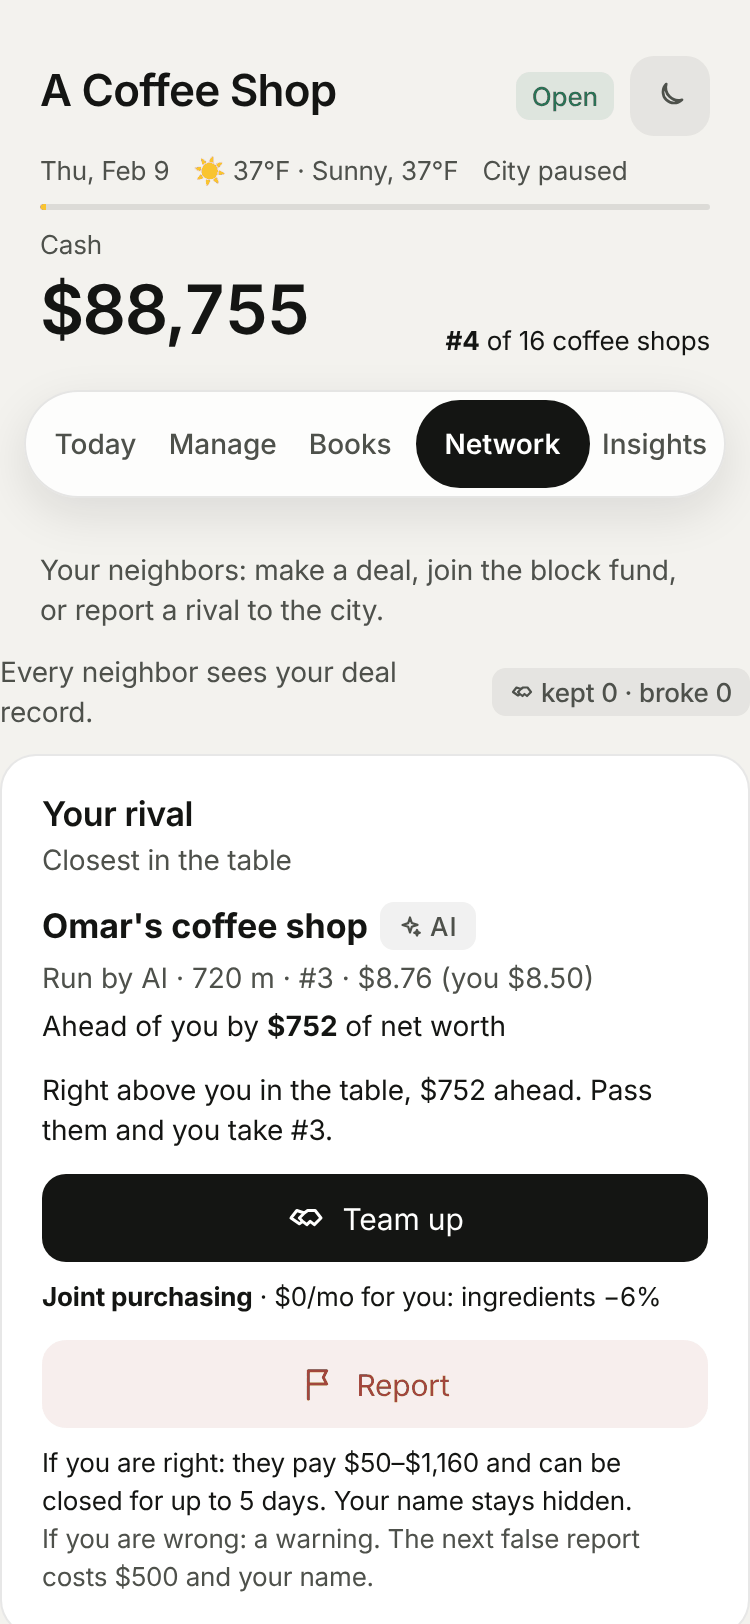 A Coffee Shop
Open
Thu, Feb 9 ☀️ 37°F · Sunny, 37°F City paused
Cash
$88,755
#4 of 16 coffee shops
Today Manage Books Network Insights
Your neighbors: make a deal, join the block fund,
or report a rival to the city.
Every neighbor sees your deal
record.
kept 0 · broke 0
Your rival
Closest in the table
Omar's coffee shop AI
Run by AI · 720 m · #3 · $8.76 (you $8.50)
Ahead of you by $752 of net worth
Right above you in the table, $752 ahead. Pass
them and you take #3.
Team up
Joint purchasing · $0/mo for you: ingredients −6%
Report
If you are right: they pay $50–$1,160 and can be
closed for up to 5 days. Your name stays hidden.
If you are wrong: a warning. The next false report
costs $500 and your name.